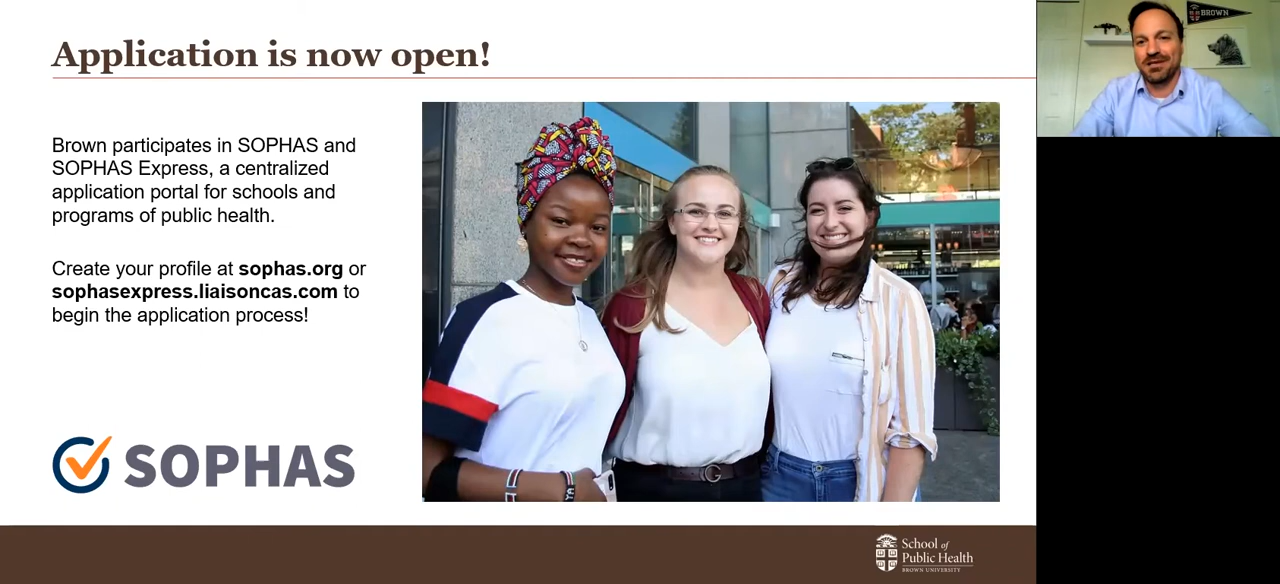 Application is now open!
BROWN
Brown participates in SOPHAS and
SOPHAS Express, a centralized
application portal for schools and
programs of public health.
Create your profile at sophas.org or
sophasexpress.liaisoncas.com to
begin the application process!
SOPHAS
School of
Public Health
BROWN UNIVERSITY